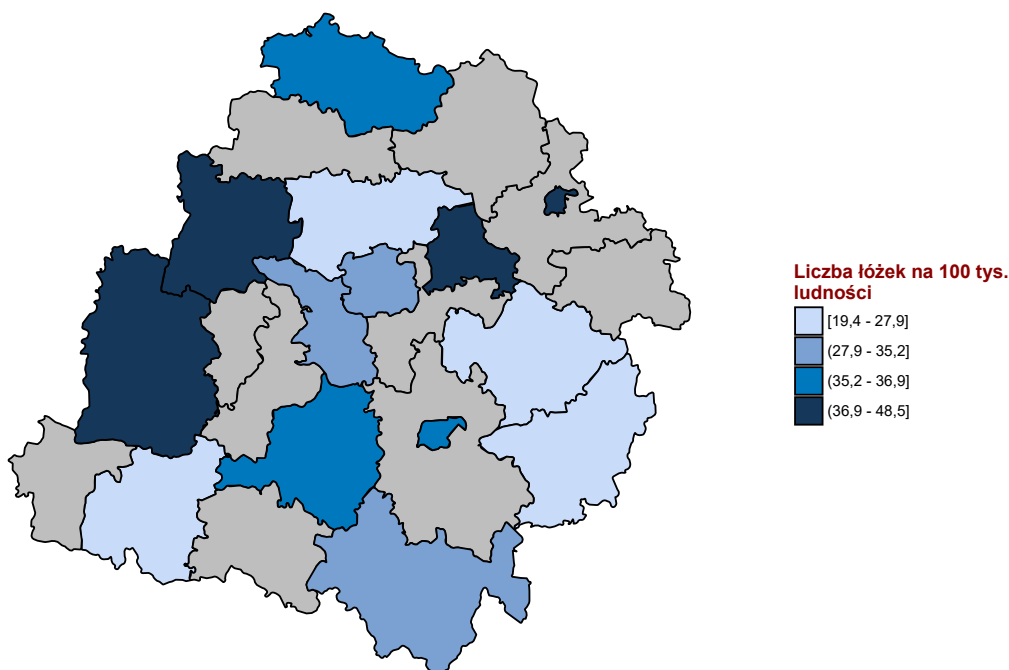 Liczba łóżek na 100 tys.
ludności
[19,4 - 27,9]
(27,9 - 35,2]
(35,2 - 36,9]
(36,9 - 48,5]